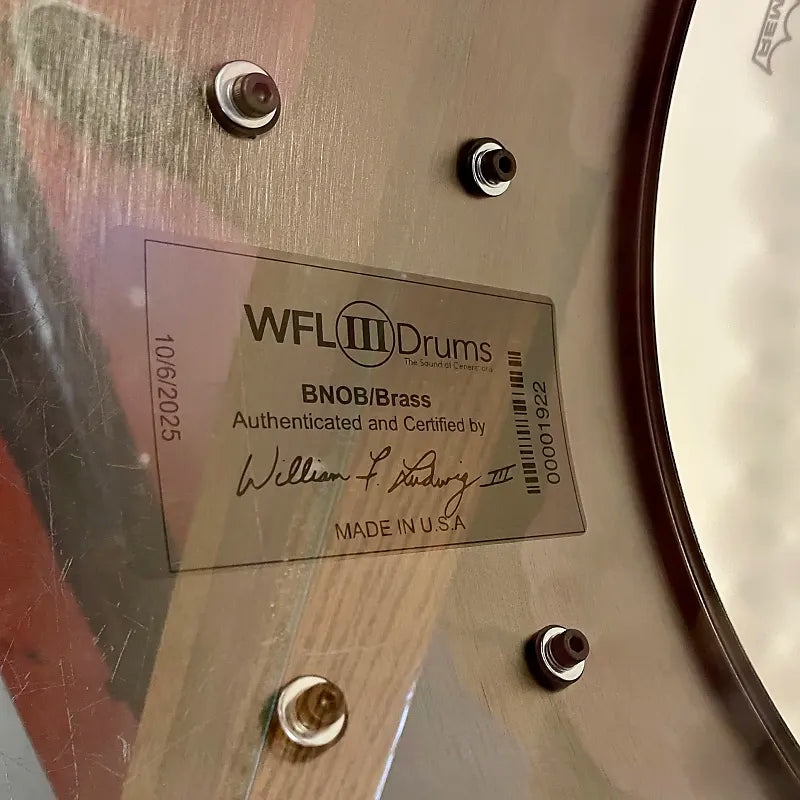 WFL III Drums
The Sound of Generations
BNOB/Brass
Authenticated and Certified by
William F. Ludwig III
MADE IN U.S.A
10/6/2025
00001922